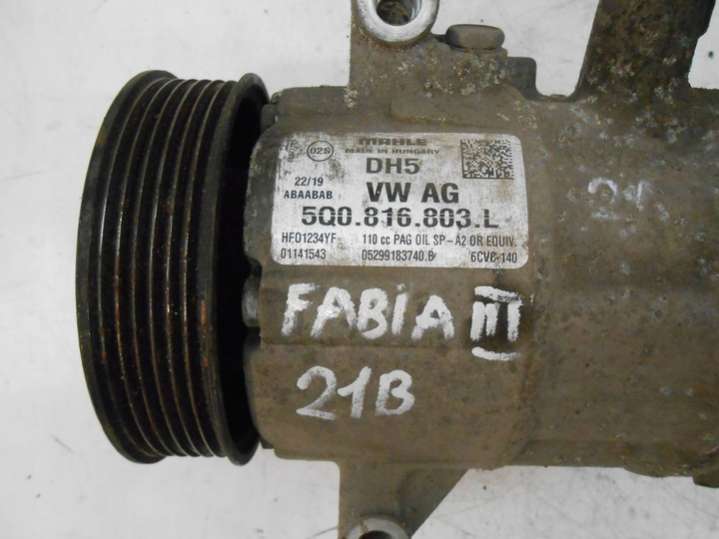 MAHLE
MADE IN HUNGARY
02S
DH5
22/19
ABAABAB
VW AG
5Q0.816.803.L
HFO1234YF 110 cc PAG OIL SP-A2 OR EQUIV.
01141543 05299183740.B 6CVC-140
FABIA III
21B